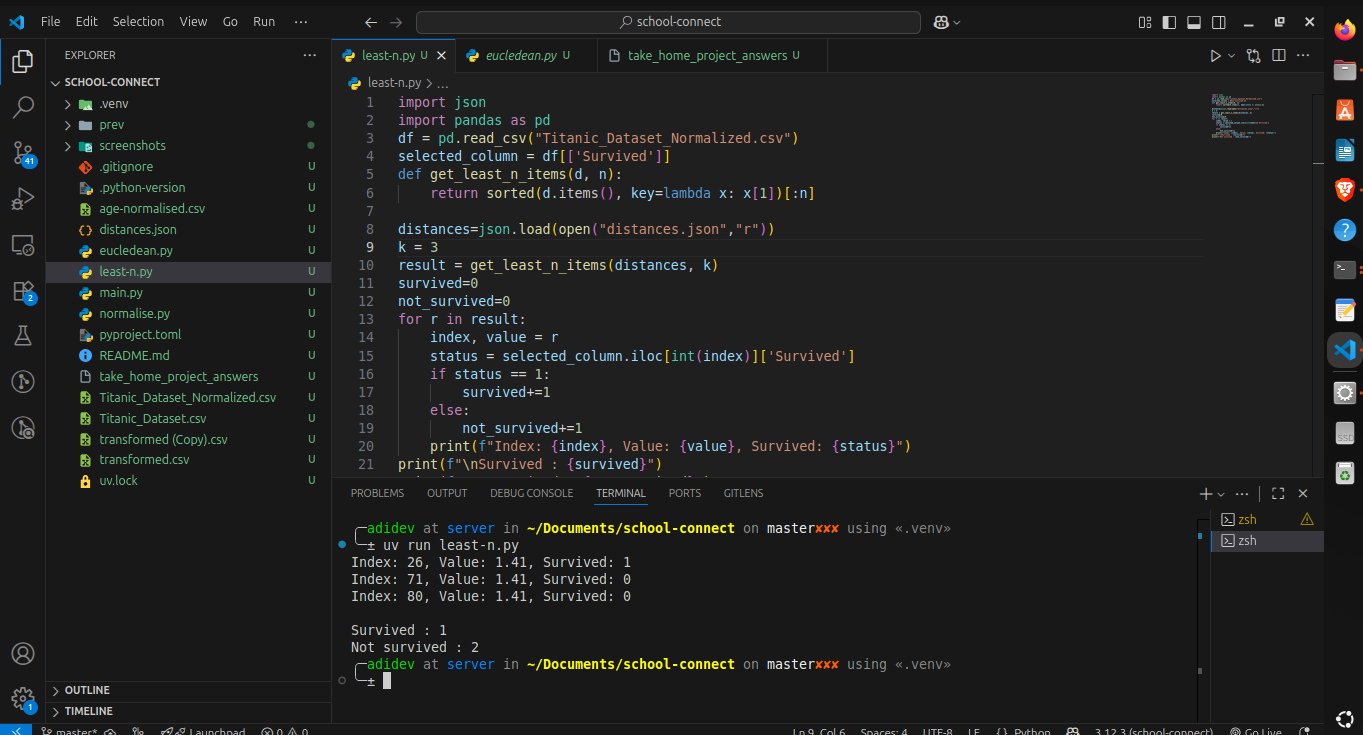 File Edit Selection View Go Run ··· school-connect
EXPLORER ···
SCHOOL-CONNECT
.venv
prev
screenshots
.gitignore U
.python-version U
age-normalised.csv U
distances.json U
eucledean.py U
least-n.py U
main.py U
normalise.py U
pyproject.toml U
README.md U
take_home_project_answers U
Titanic_Dataset_Normalized.csv U
Titanic_Dataset.csv U
transformed (Copy).csv U
transformed.csv U
uv.lock U
OUTLINE
TIMELINE
41
2
1
least-n.py U eucledean.py U take_home_project_answers U
least-n.py > ...
1 import json
2 import pandas as pd
3 df = pd.read_csv("Titanic_Dataset_Normalized.csv")
4 selected_column = df[['Survived']]
5 def get_least_n_items(d, n):
6     return sorted(d.items(), key=lambda x: x[1])[:n]
7
8 distances=json.load(open("distances.json","r"))
9 k = 3
10 result = get_least_n_items(distances, k)
11 survived=0
12 not_survived=0
13 for r in result:
14     index, value = r
15     status = selected_column.iloc[int(index)]['Survived']
16     if status == 1:
17         survived+=1
18     else:
19         not_survived+=1
20     print(f"Index: {index}, Value: {value}, Survived: {status}")
21 print(f"\nSurvived : {survived}")
PROBLEMS OUTPUT DEBUG CONSOLE TERMINAL PORTS GITLENS
adidev at server in ~/Documents/school-connect on master✘✘✘ using «.venv»
± uv run least-n.py
Index: 26, Value: 1.41, Survived: 1
Index: 71, Value: 1.41, Survived: 0
Index: 80, Value: 1.41, Survived: 0
Survived : 1
Not survived : 2
adidev at server in ~/Documents/school-connect on master✘✘✘ using «.venv»
±
zsh
zsh
master* Launchpad 0 0 Ln 9, Col 6 Spaces: 4 UTF-8 LF {} Python 3.12.3 (school-connect) Go Live
SSD